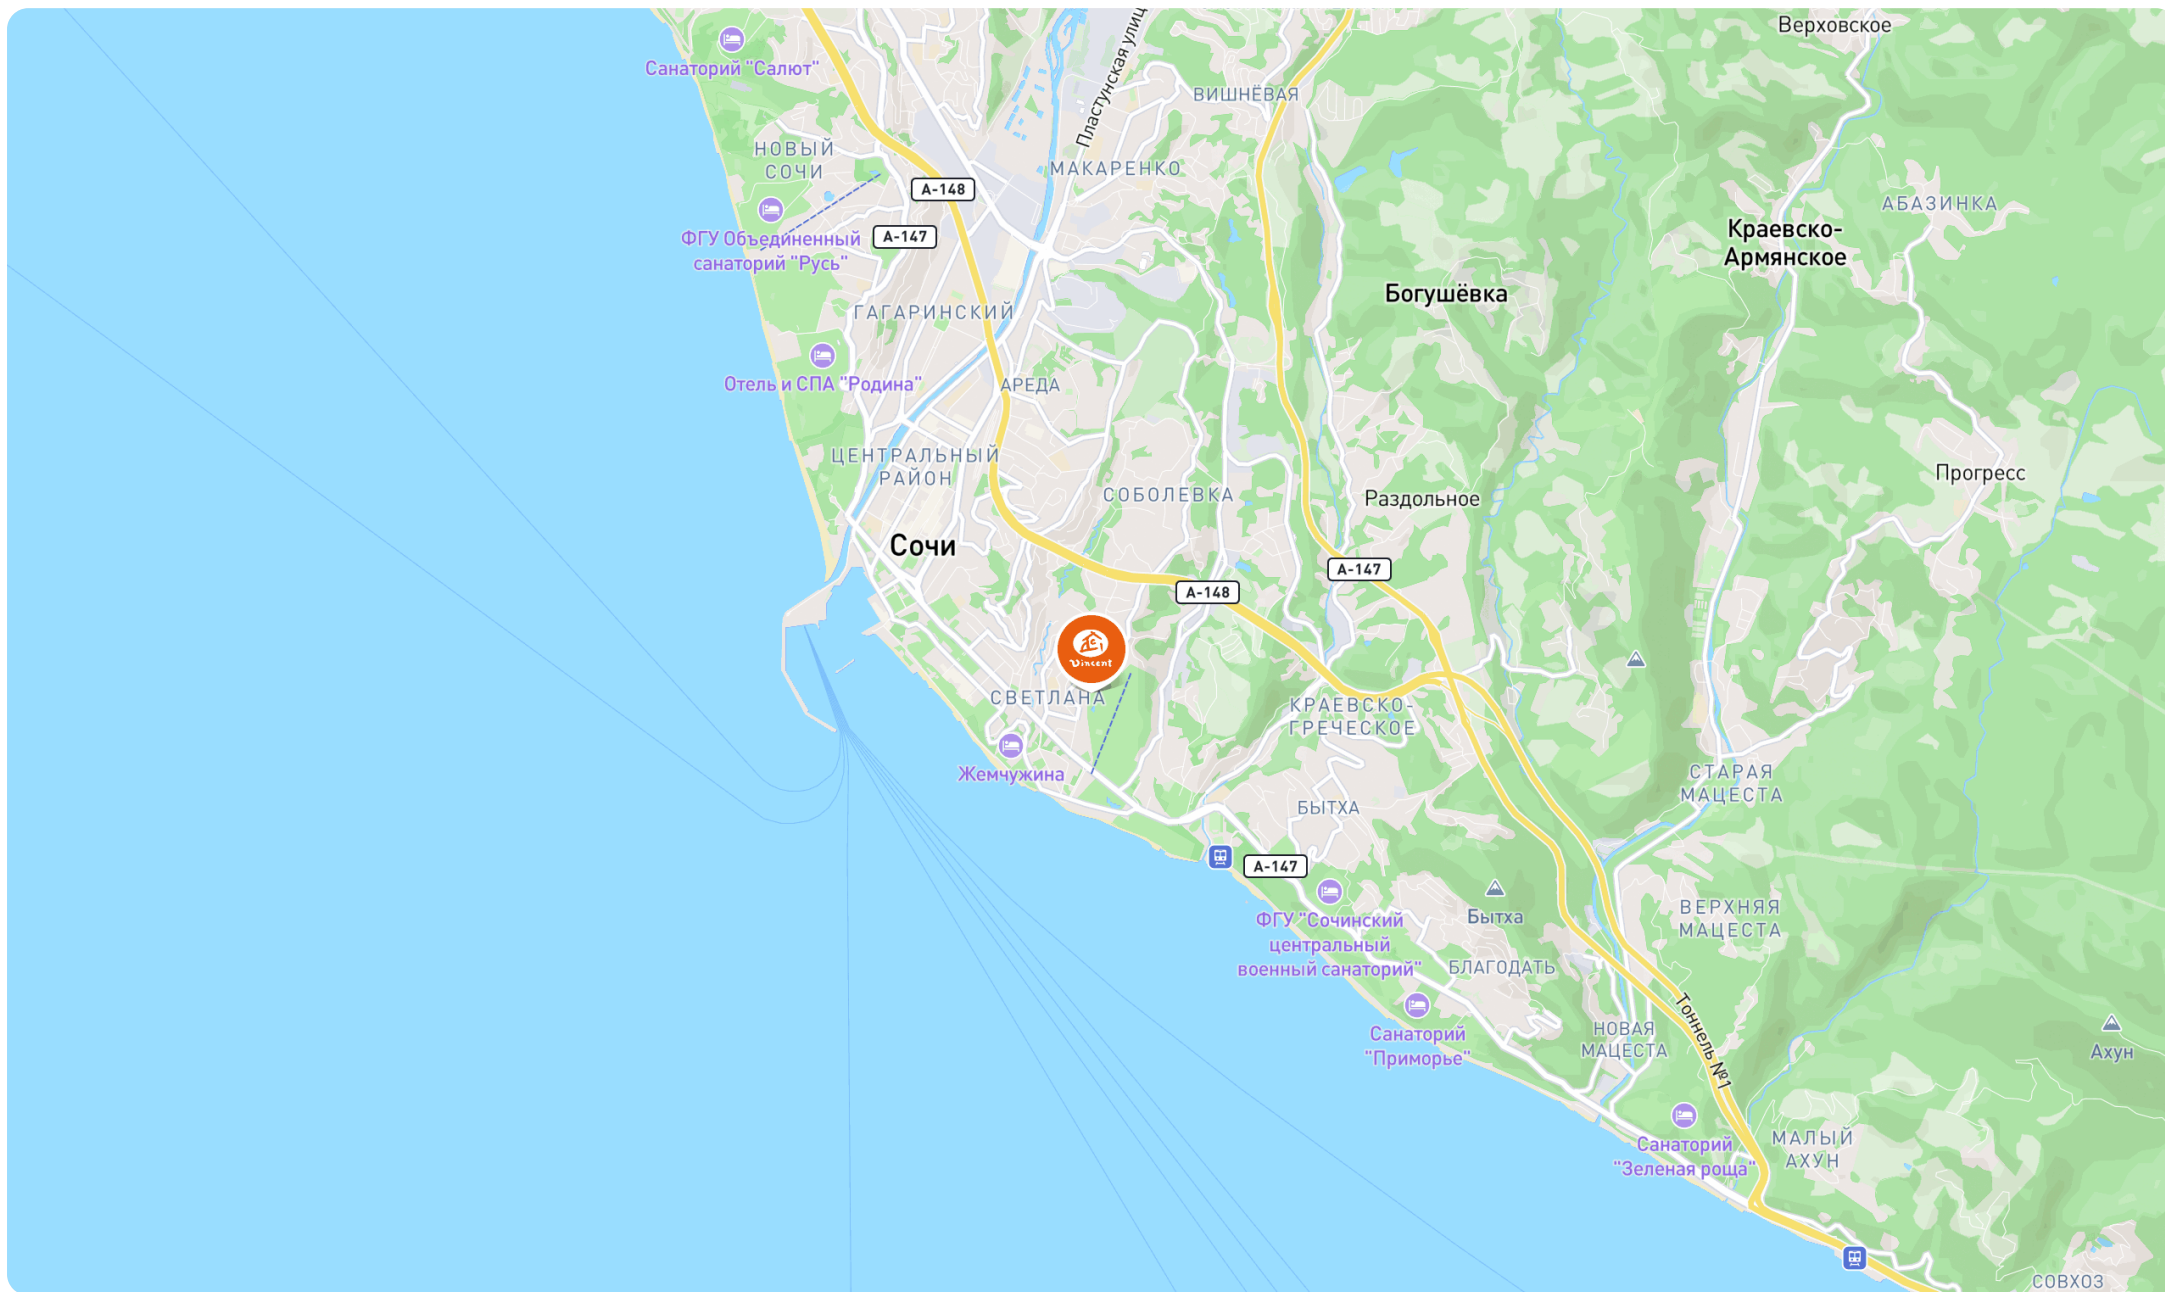 Верховское
Санаторий "Салют"
Пластунская улиц
ВИШНЁВАЯ
НОВЫЙ
СОЧИ
МАКАРЕНКО
А-148
АБАЗИНКА
ФГУ Объединенный
санаторий "Русь"
А-147
Краевско-
Армянское
Богушёвка
ГАГАРИНСКИЙ
Отель и СПА "Родина"
АРЕДА
ЦЕНТРАЛЬНЫЙ
РАЙОН
СОБОЛЕВКА
Раздольное
Прогресс
Сочи
А-147
А-148
Vincent
СВЕТЛАНА
КРАЕВСКО-
ГРЕЧЕСКОЕ
Жемчужина
СТАРАЯ
МАЦЕСТА
БЫТХА
А-147
ФГУ "Сочинский
центральный
военный санаторий"
Бытха
ВЕРХНЯЯ
МАЦЕСТА
БЛАГОДАТЬ
Санаторий
"Приморье"
НОВАЯ
МАЦЕСТА
Тоннель №1
Ахун
Санаторий
"Зеленая роща"
МАЛЫЙ
АХУН
СОВХОЗ